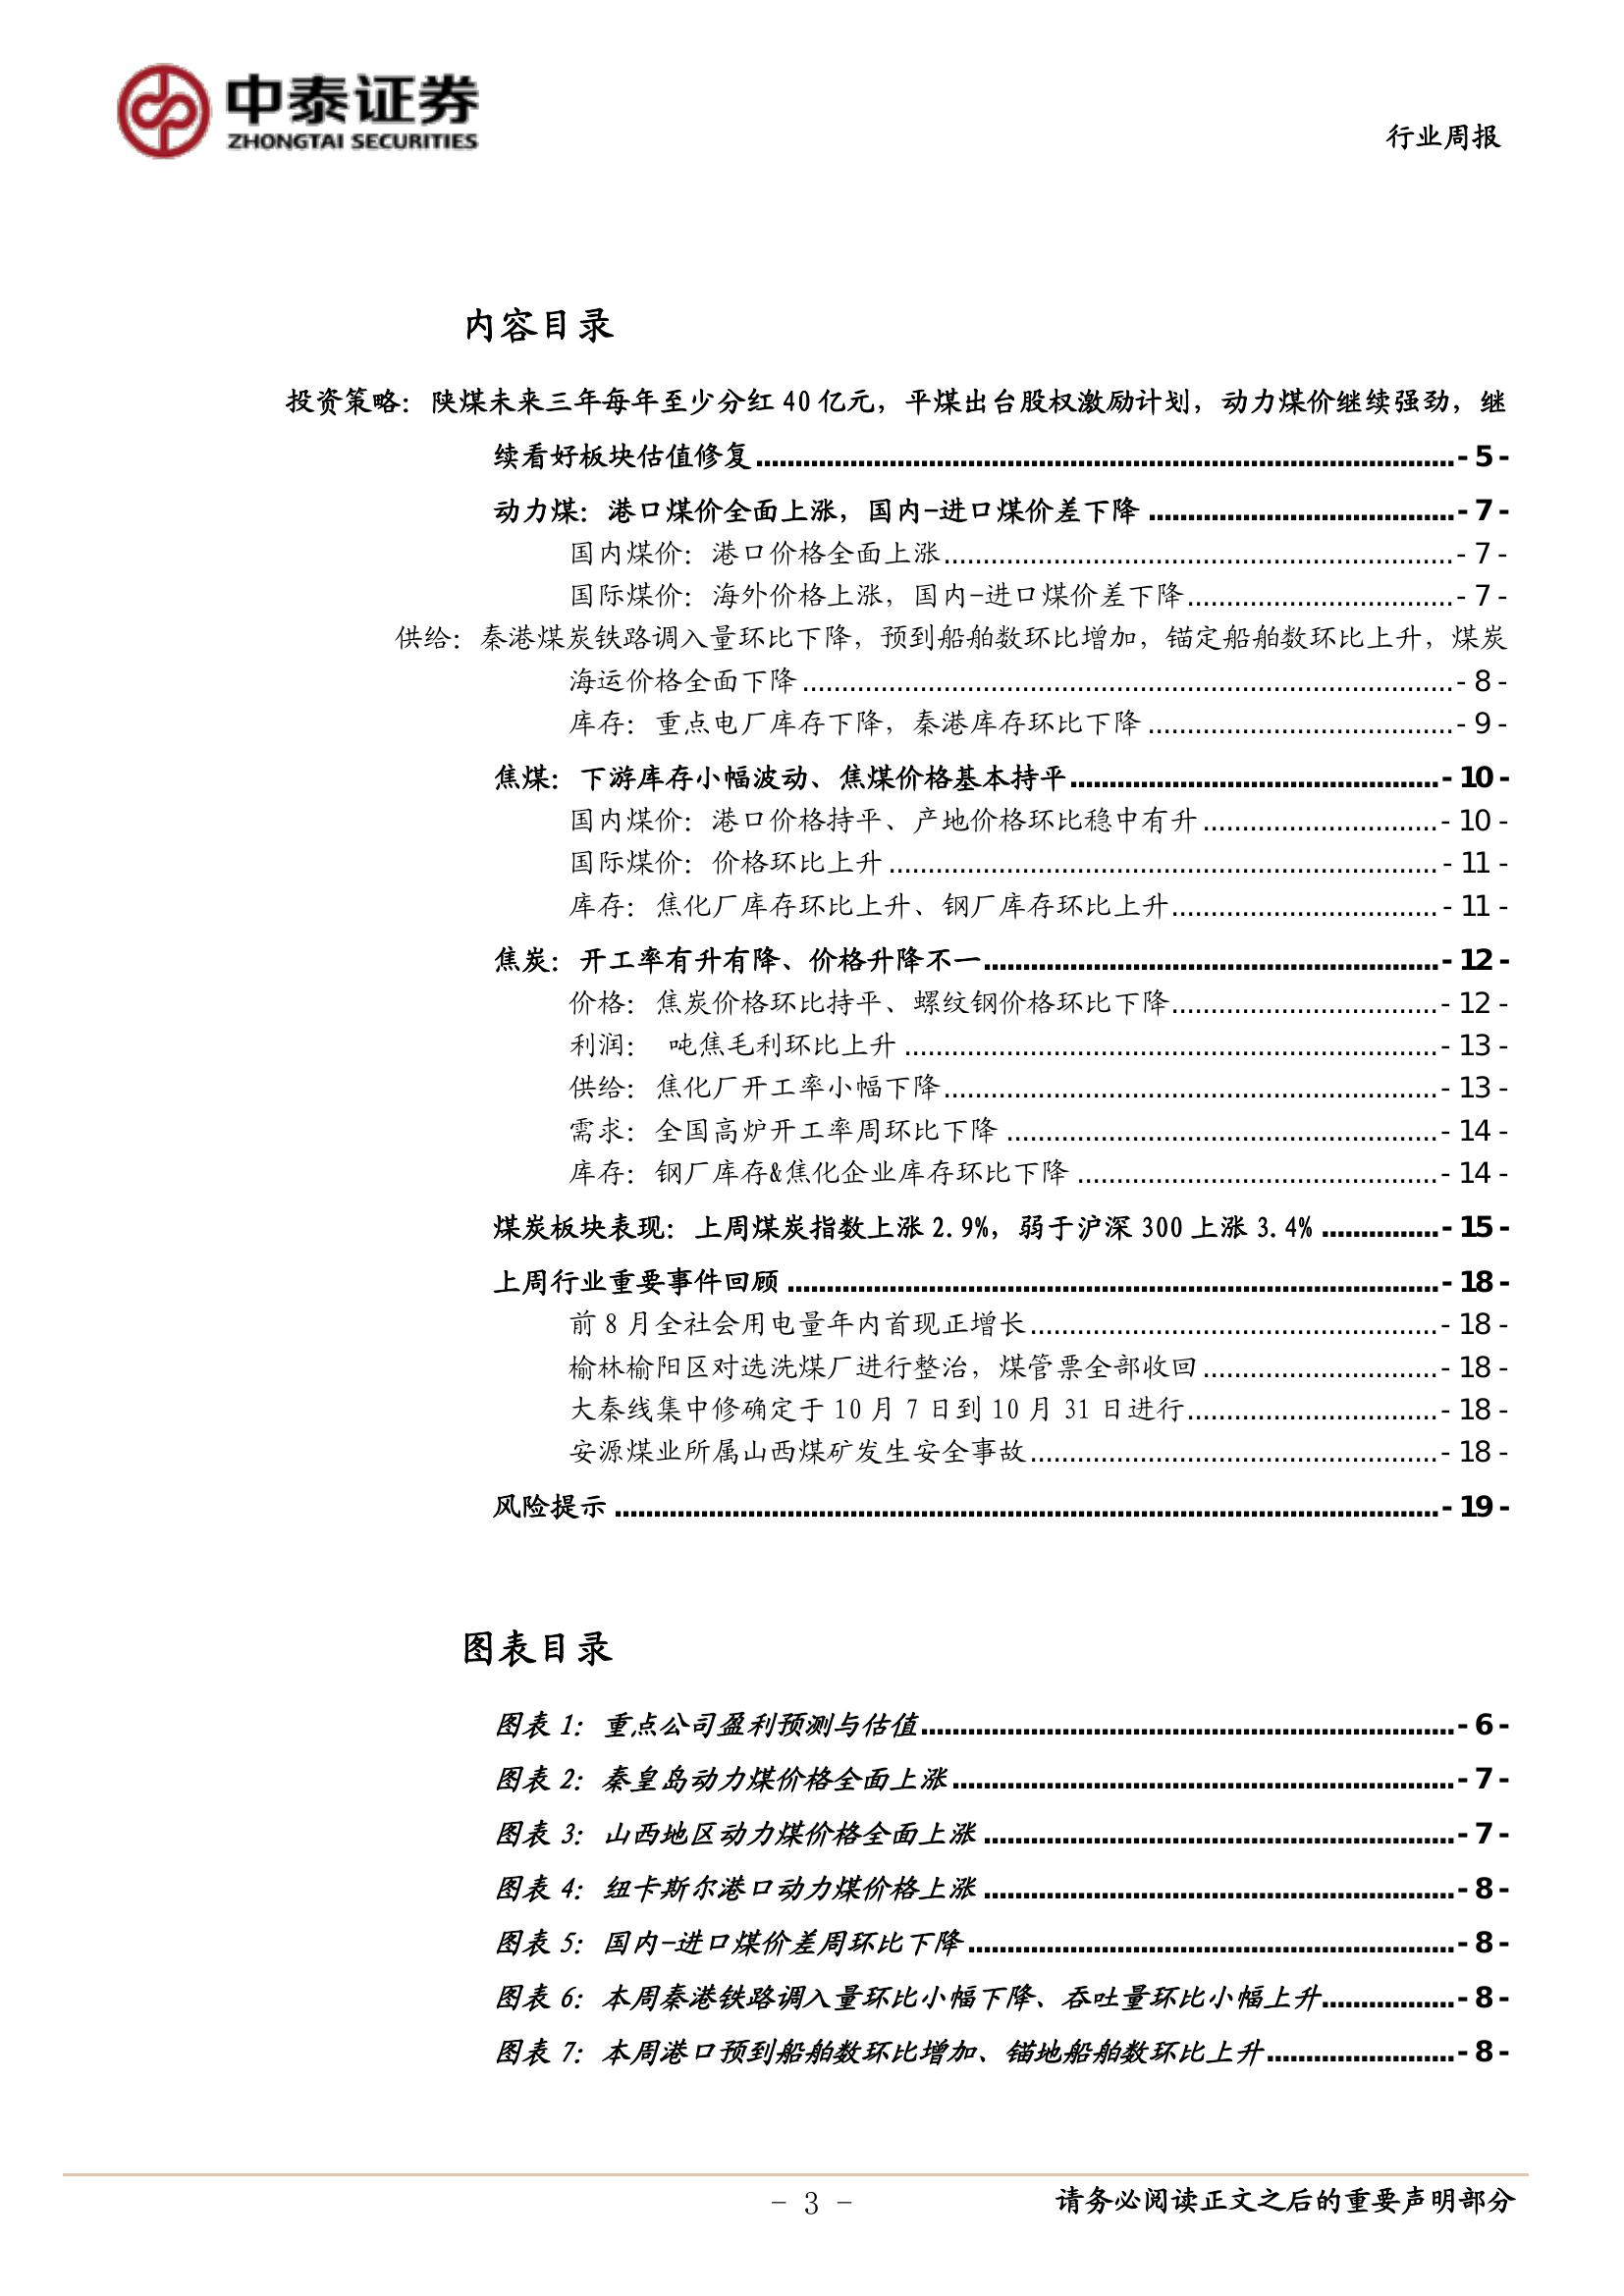 中泰证券
ZHONGTAI SECURITIES
行业周报
内容目录
投资策略：陕煤未来三年每年至少分红 40 亿元，平煤出台股权激励计划，动力煤价继续强劲，继
续看好板块估值修复 - 5 -
动力煤：港口煤价全面上涨，国内-进口煤价差下降 - 7 -
国内煤价：港口价格全面上涨 - 7 -
国际煤价：海外价格上涨，国内-进口煤价差下降 - 7 -
供给：秦港煤炭铁路调入量环比下降，预到船舶数环比增加，锚定船舶数环比上升，煤炭
海运价格全面下降 - 8 -
库存：重点电厂库存下降，秦港库存环比下降 - 9 -
焦煤：下游库存小幅波动、焦煤价格基本持平 - 10 -
国内煤价：港口价格持平、产地价格环比稳中有升 - 10 -
国际煤价：价格环比上升 - 11 -
库存：焦化厂库存环比上升、钢厂库存环比上升 - 11 -
焦炭：开工率有升有降、价格升降不一 - 12 -
价格：焦炭价格环比持平、螺纹钢价格环比下降 - 12 -
利润： 吨焦毛利环比上升 - 13 -
供给：焦化厂开工率小幅下降 - 13 -
需求：全国高炉开工率周环比下降 - 14 -
库存：钢厂库存&焦化企业库存环比下降 - 14 -
煤炭板块表现：上周煤炭指数上涨 2.9%，弱于沪深 300 上涨 3.4% - 15 -
上周行业重要事件回顾 - 18 -
前 8 月全社会用电量年内首现正增长 - 18 -
榆林榆阳区对选洗煤厂进行整治，煤管票全部收回 - 18 -
大秦线集中修确定于 10 月 7 日到 10 月 31 日进行 - 18 -
安源煤业所属山西煤矿发生安全事故 - 18 -
风险提示 - 19 -
图表目录
图表 1：重点公司盈利预测与估值 - 6 -
图表 2：秦皇岛动力煤价格全面上涨 - 7 -
图表 3：山西地区动力煤价格全面上涨 - 7 -
图表 4：纽卡斯尔港口动力煤价格上涨 - 8 -
图表 5：国内-进口煤价差周环比下降 - 8 -
图表 6：本周秦港铁路调入量环比小幅下降、吞吐量环比小幅上升 - 8 -
图表 7：本周港口预到船舶数环比增加、锚地船舶数环比上升 - 8 -
- 3 -
请务必阅读正文之后的重要声明部分